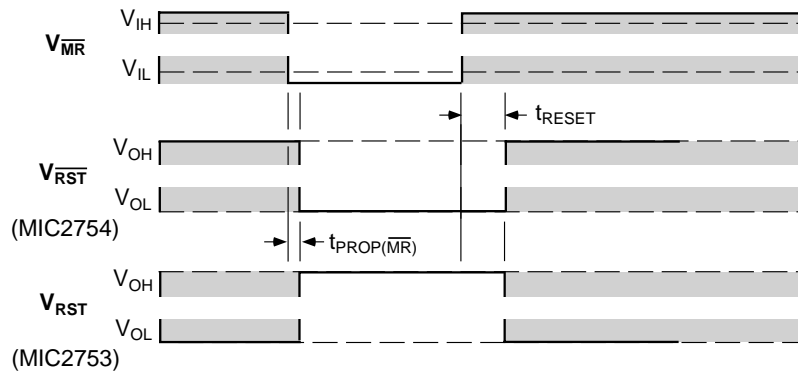 V_IH
V_MR̅
V_IL
t_RESET
V_OH
V_RST̅
V_OL
(MIC2754)
t_PROP(MR̅)
V_OH
V_RST
V_OL
(MIC2753)